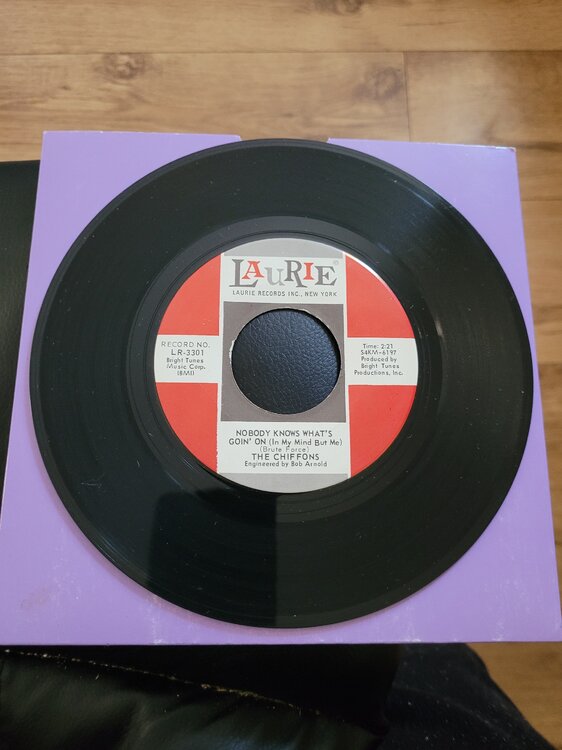 LAURIE®
LAURIE RECORDS INC., NEW YORK
RECORD NO.
LR-3301
Bright Tunes
Music Corp.
(BMI)
Time: 2:21
S4KM-6197
Produced by
Bright Tunes
Productions, Inc.
NOBODY KNOWS WHAT'S
GOIN' ON (In My Mind But Me)
(Brute Force)
THE CHIFFONS
Engineered by Bob Arnold